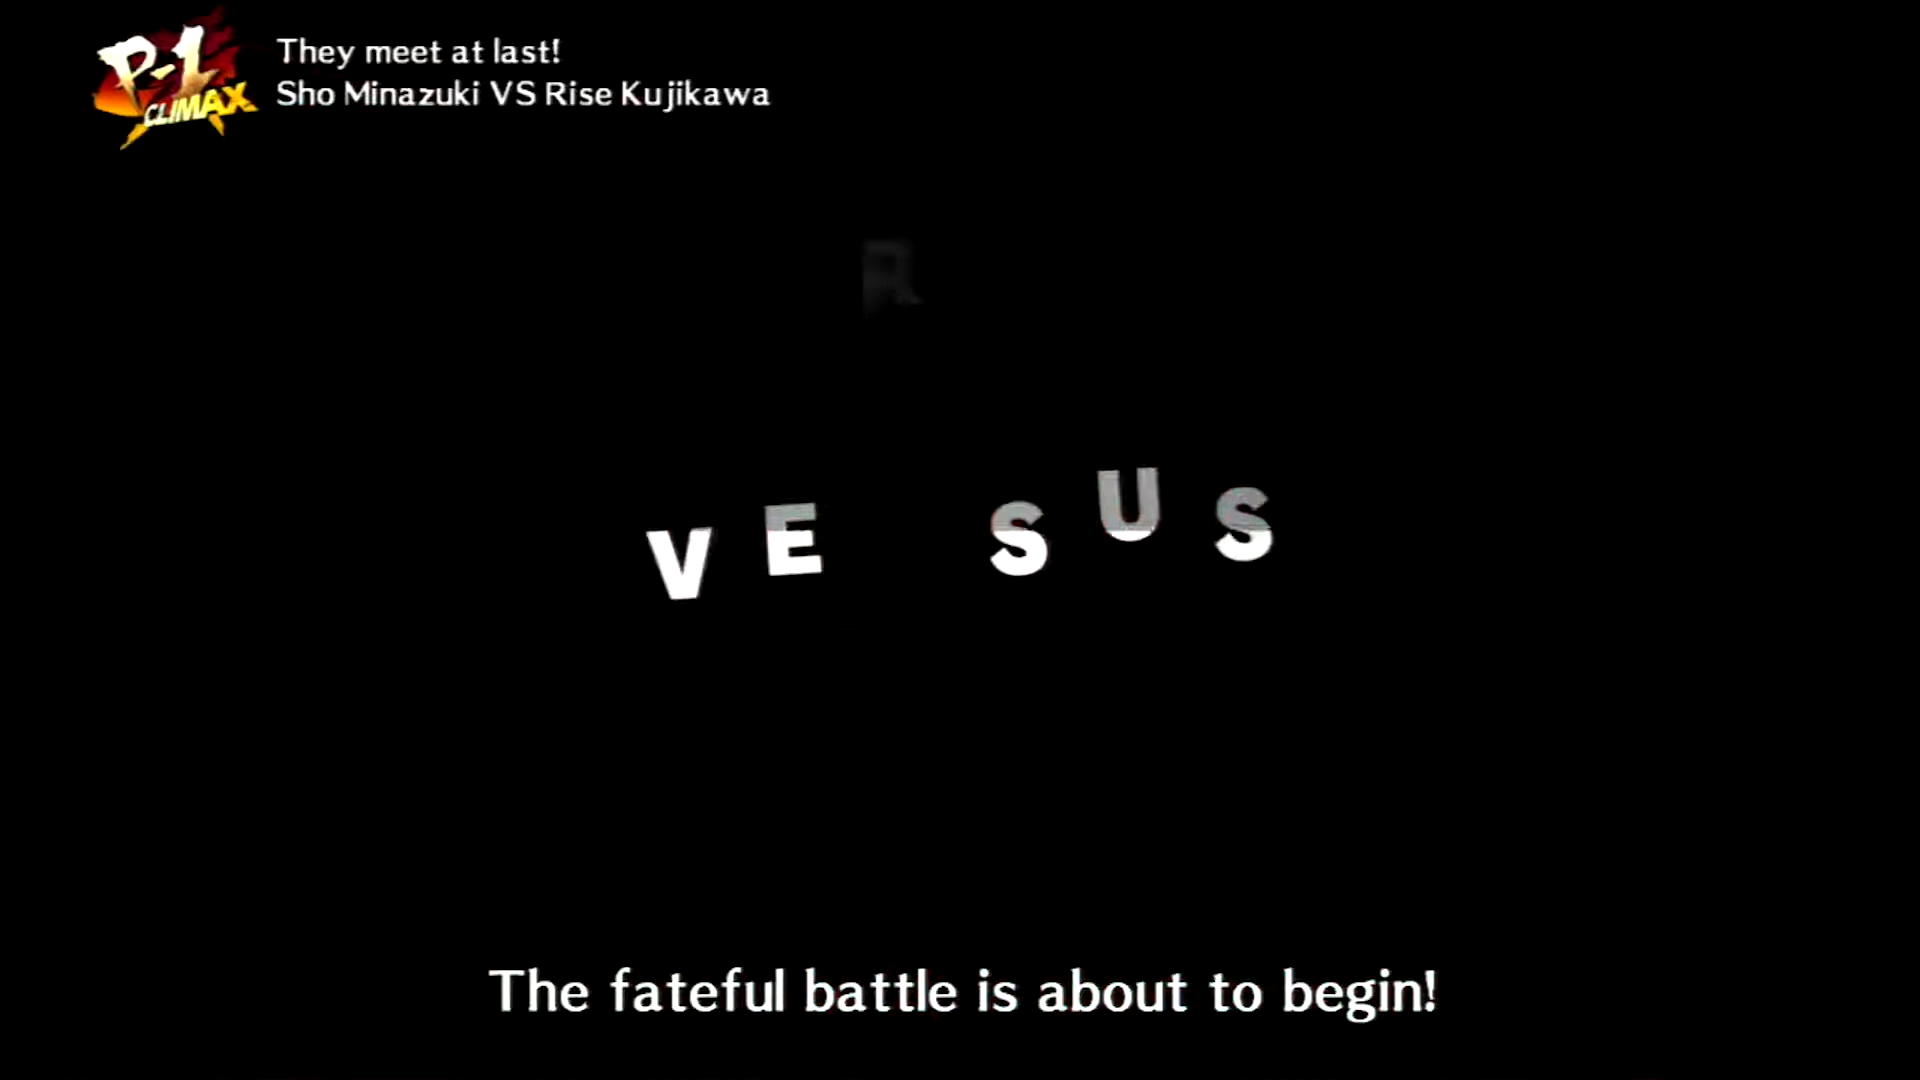 P-1
CLIMAX
They meet at last!
Sho Minazuki VS Rise Kujikawa
R
VE SUS
The fateful battle is about to begin!